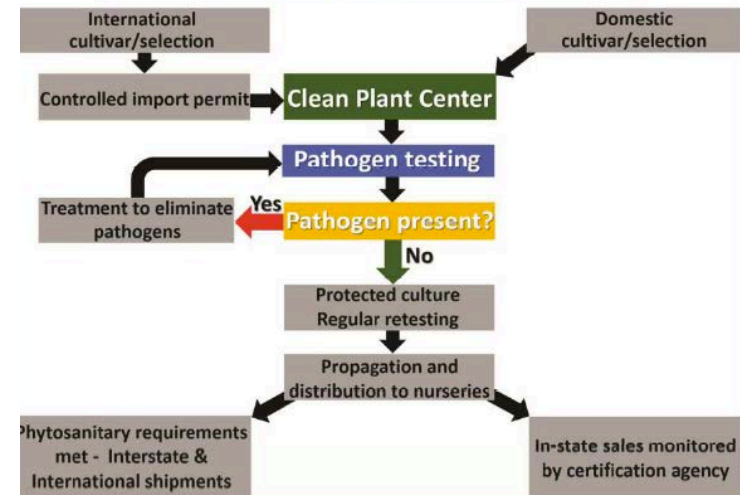 International
cultivar/selection
Domestic
cultivar/selection
Controlled import permit
Clean Plant Center
Pathogen testing
Treatment to eliminate
pathogens
Yes
Pathogen present?
No
Protected culture
Regular retesting
Propagation and
distribution to nurseries
Phytosanitary requirements
met - Interstate &
International shipments
In-state sales monitored
by certification agency